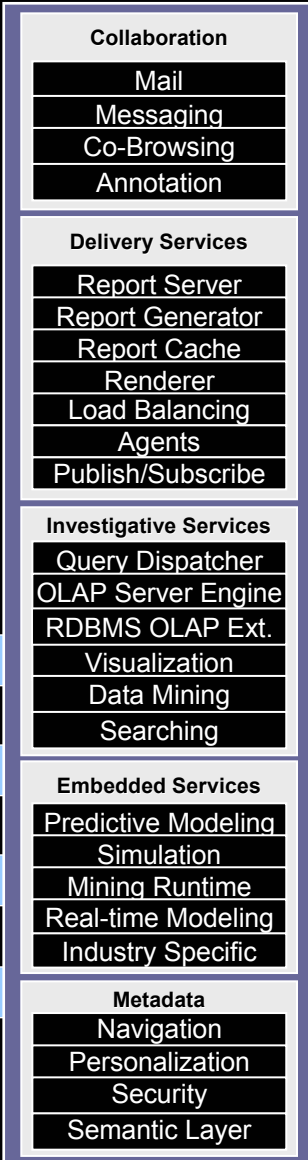 Collaboration
Mail
Messaging
Co-Browsing
Annotation
Delivery Services
Report Server
Report Generator
Report Cache
Renderer
Load Balancing
Agents
Publish/Subscribe
Investigative Services
Query Dispatcher
OLAP Server Engine
RDBMS OLAP Ext.
Visualization
Data Mining
Searching
Embedded Services
Predictive Modeling
Simulation
Mining Runtime
Real-time Modeling
Industry Specific
Metadata
Navigation
Personalization
Security
Semantic Layer